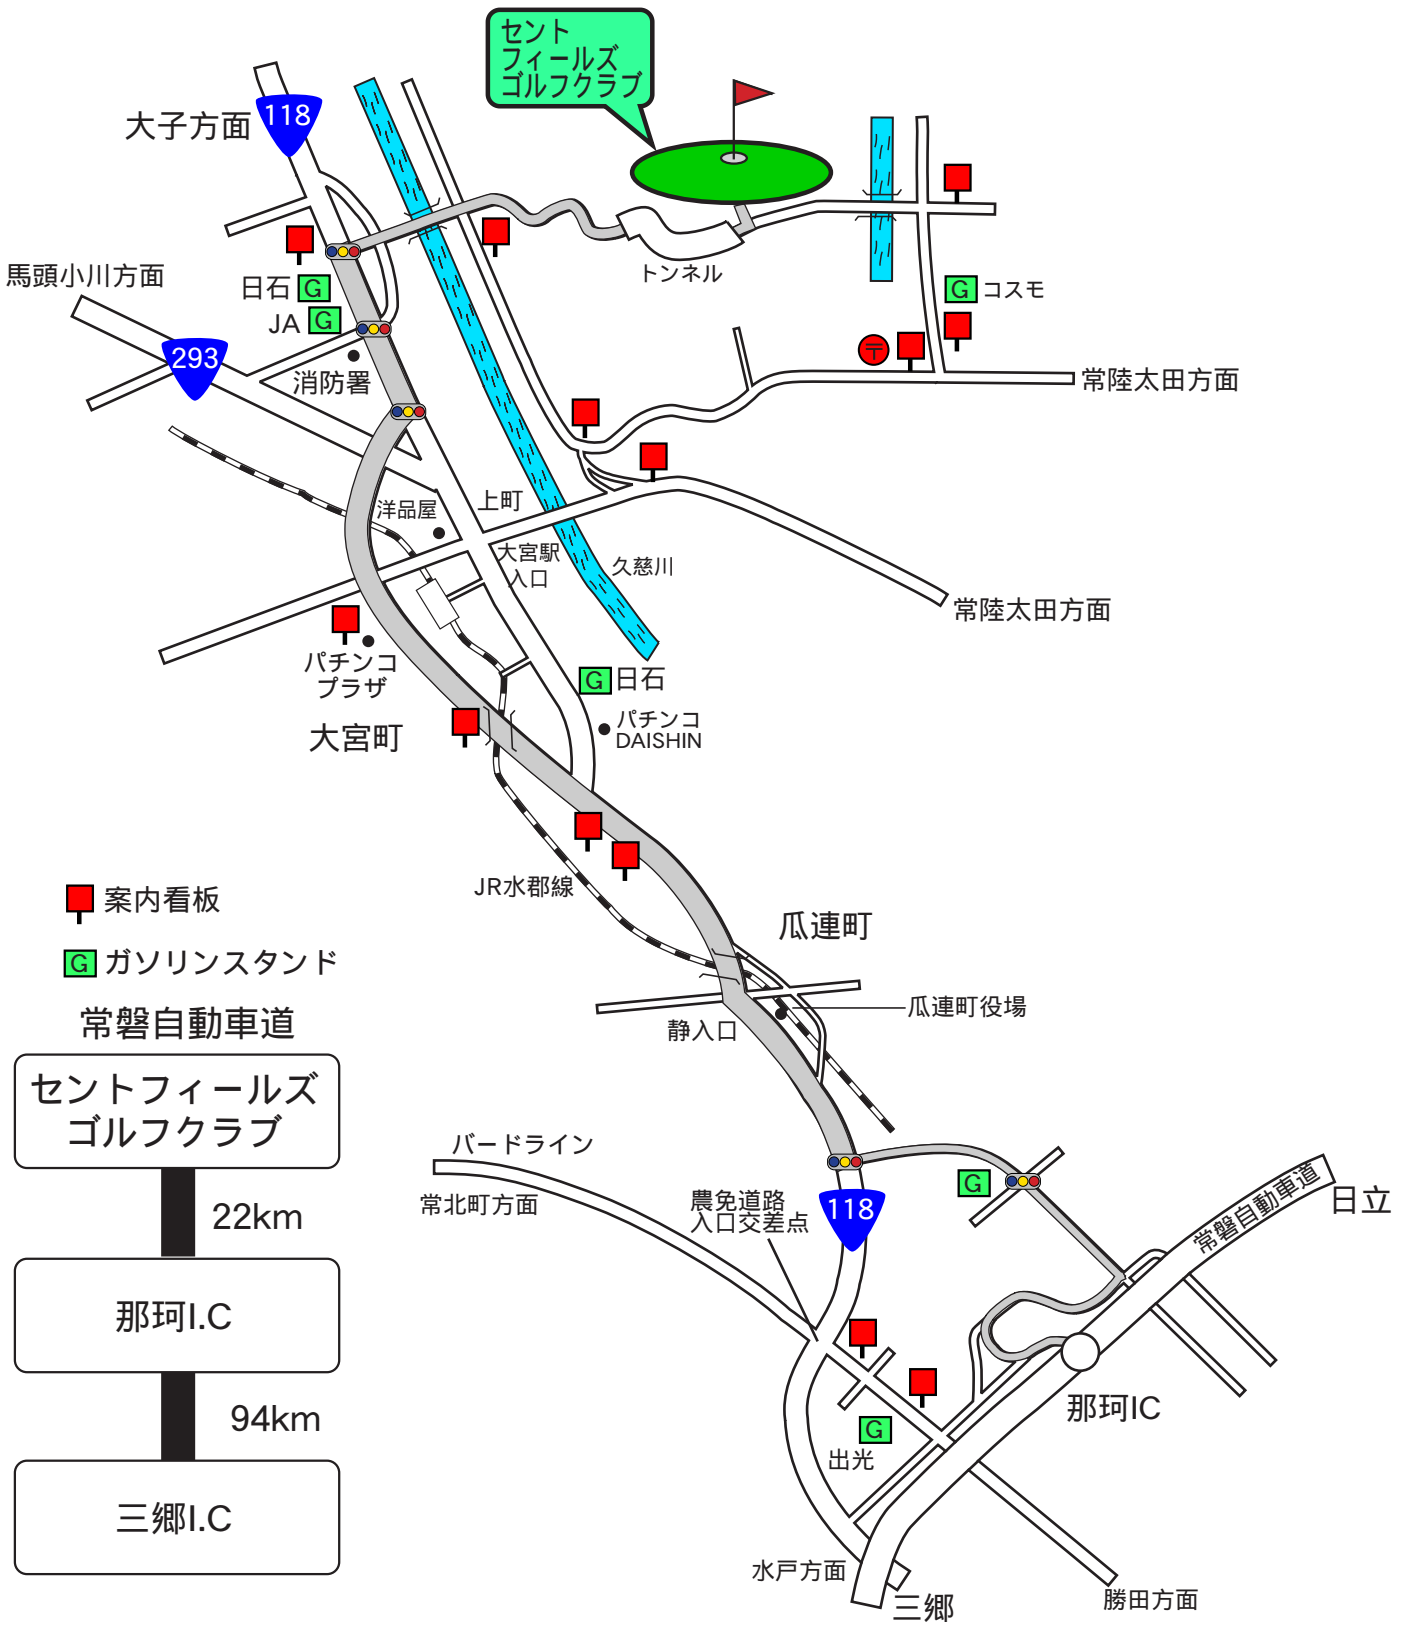 セント
フィールズ
ゴルフクラブ
118
大子方面
馬頭小川方面
日石 G
JA G
トンネル
G コスモ
293
消防署
〒
常陸太田方面
洋品屋
上町
大宮駅
入口
久慈川
常陸太田方面
パチンコ
プラザ
G 日石
大宮町
パチンコ
DAISHIN
JR水郡線
案内看板
G ガソリンスタンド
瓜連町
瓜連町役場
静入口
常磐自動車道
セントフィールズ
ゴルフクラブ
22km
那珂I.C
94km
三郷I.C
バードライン
常北町方面
農免道路
入口交差点
118
G
常磐自動車道
日立
那珂IC
G
出光
水戸方面
三郷
勝田方面